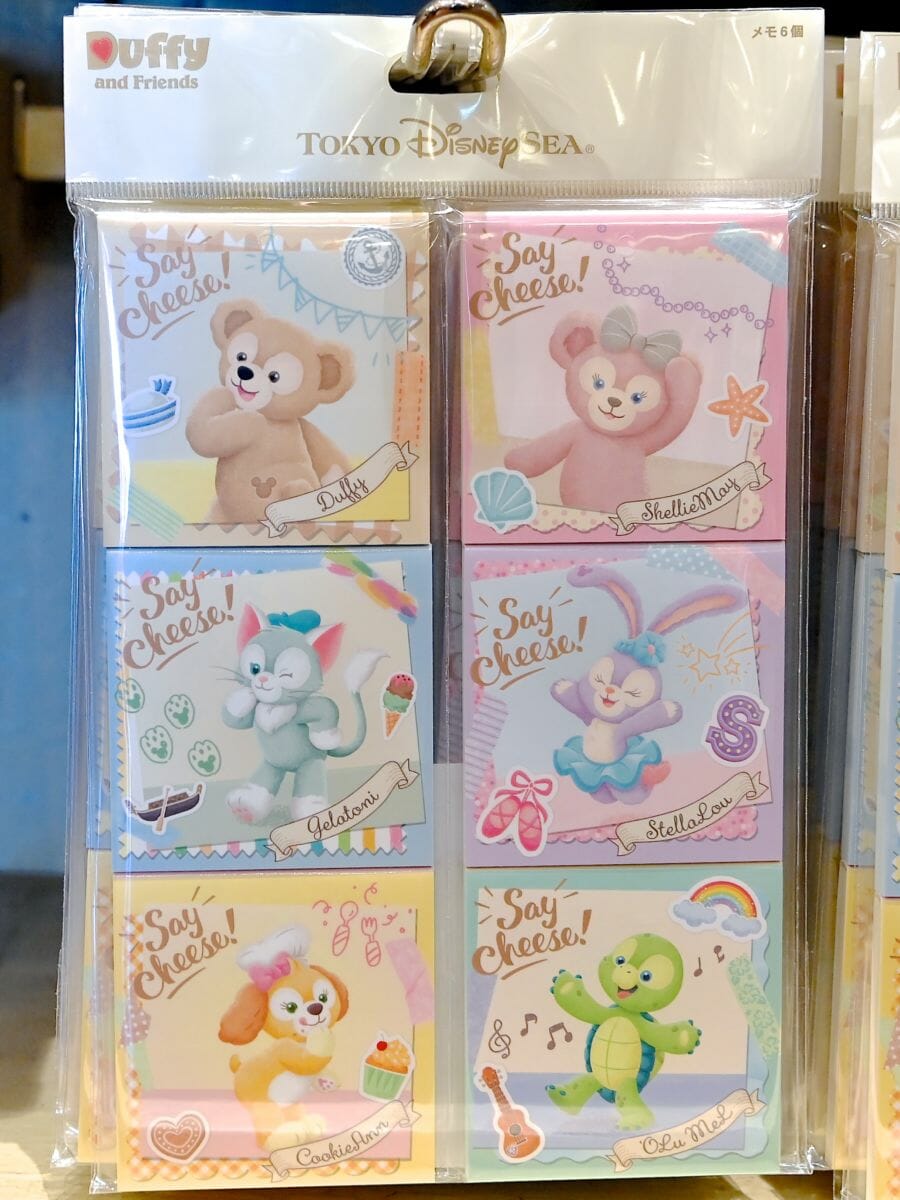 Duffy
and Friends
メモ6個
TOKYO DisneySEA®
Say
Cheese!
Duffy
Say
Cheese!
ShellieMay
Say
Cheese!
Gelatoni
Say
Cheese!
S
StellaLou
Say
Cheese!
CookieAnn
Say
Cheese!
'OLu MeL